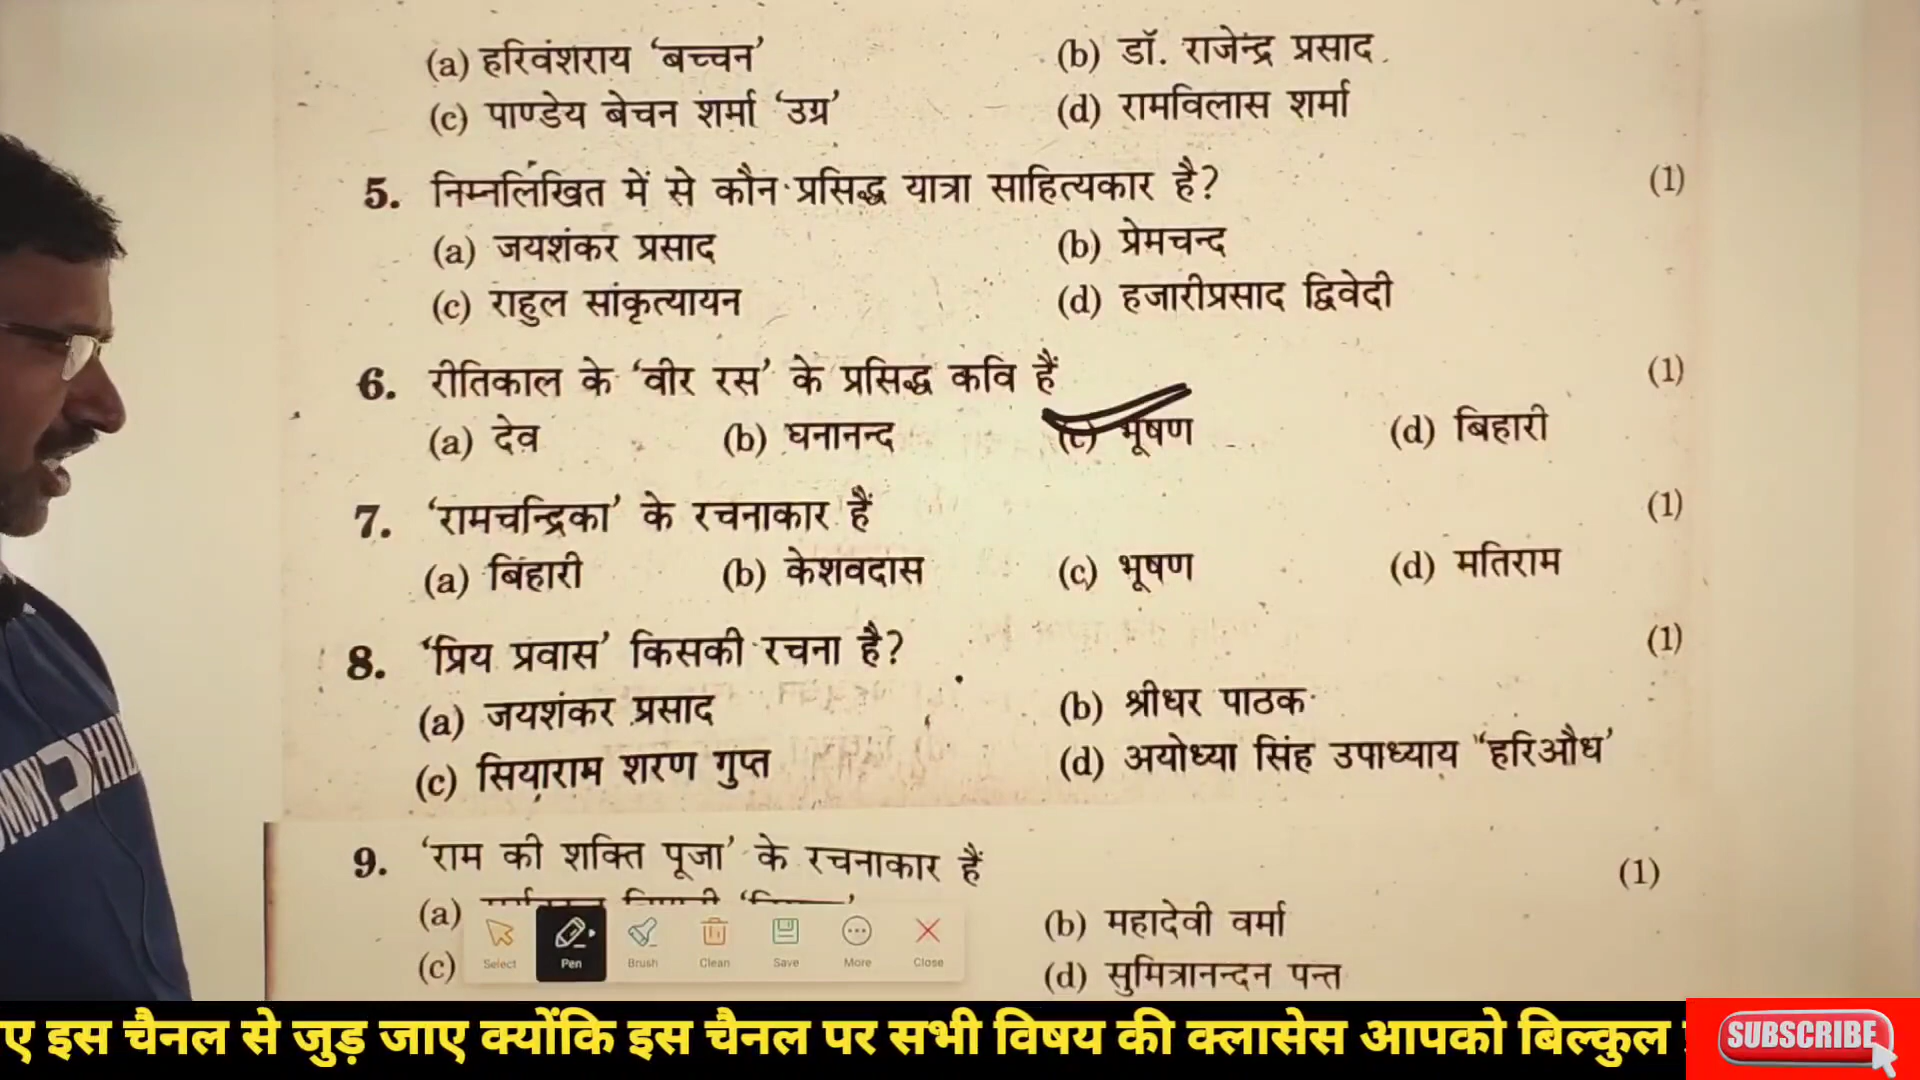 (a) हरिवंशराय ‘बच्चन’ (b) डॉ. राजेन्द्र प्रसाद
(c) पाण्डेय बेचन शर्मा ‘उग्र’ (d) रामविलास शर्मा
5. निम्नलिखित में से कौन प्रसिद्ध यात्रा साहित्यकार है? (1)
(a) जयशंकर प्रसाद (b) प्रेमचन्द
(c) राहुल सांकृत्यायन (d) हजारीप्रसाद द्विवेदी
6. रीतिकाल के ‘वीर रस’ के प्रसिद्ध कवि हैं (1)
(a) देव (b) घनानन्द (c) भूषण (d) बिहारी
7. ‘रामचन्द्रिका’ के रचनाकार हैं (1)
(a) बिहारी (b) केशवदास (c) भूषण (d) मतिराम
8. ‘प्रिय प्रवास’ किसकी रचना है? (1)
(a) जयशंकर प्रसाद (b) श्रीधर पाठक
(c) सियाराम शरण गुप्त (d) अयोध्या सिंह उपाध्याय “हरिऔध’
9. ‘राम की शक्ति पूजा’ के रचनाकार हैं (1)
(a) (b) महादेवी वर्मा
(c) (d) सुमित्रानन्दन पन्त
Select Pen Brush Clean Save More Close
ए इस चैनल से जुड़ जाए क्योंकि इस चैनल पर सभी विषय की क्लासेस आपको बिल्कुल
SUBSCRIBE